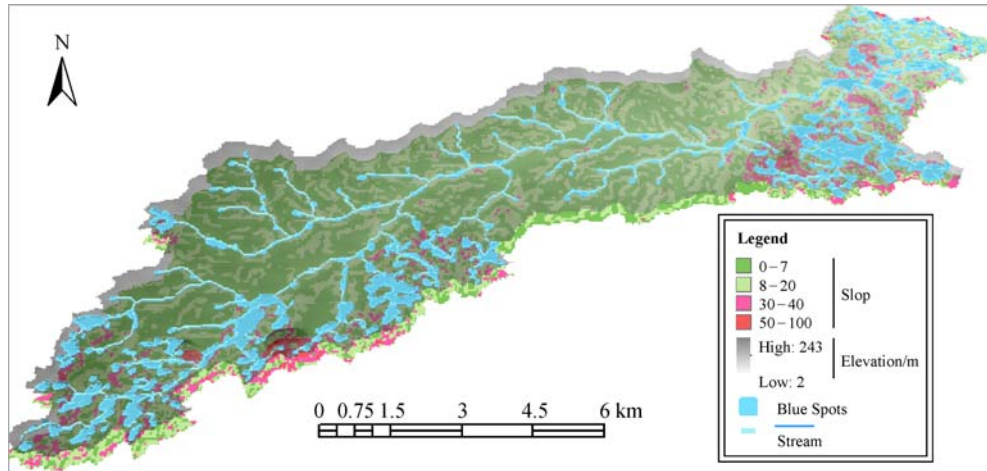 N
Legend
0–7
8–20
30–40
50–100
Slop
High: 243
Low: 2
Elevation/m
Blue Spots
Stream
0 0.75 1.5 3 4.5 6 km